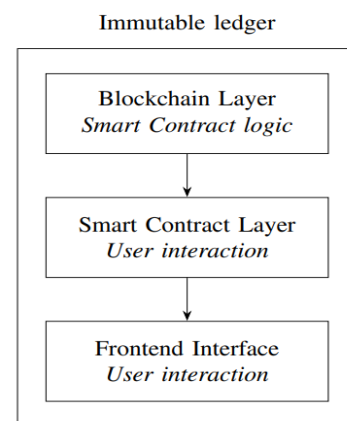 Immutable ledger
Blockchain Layer
Smart Contract logic
Smart Contract Layer
User interaction
Frontend Interface
User interaction